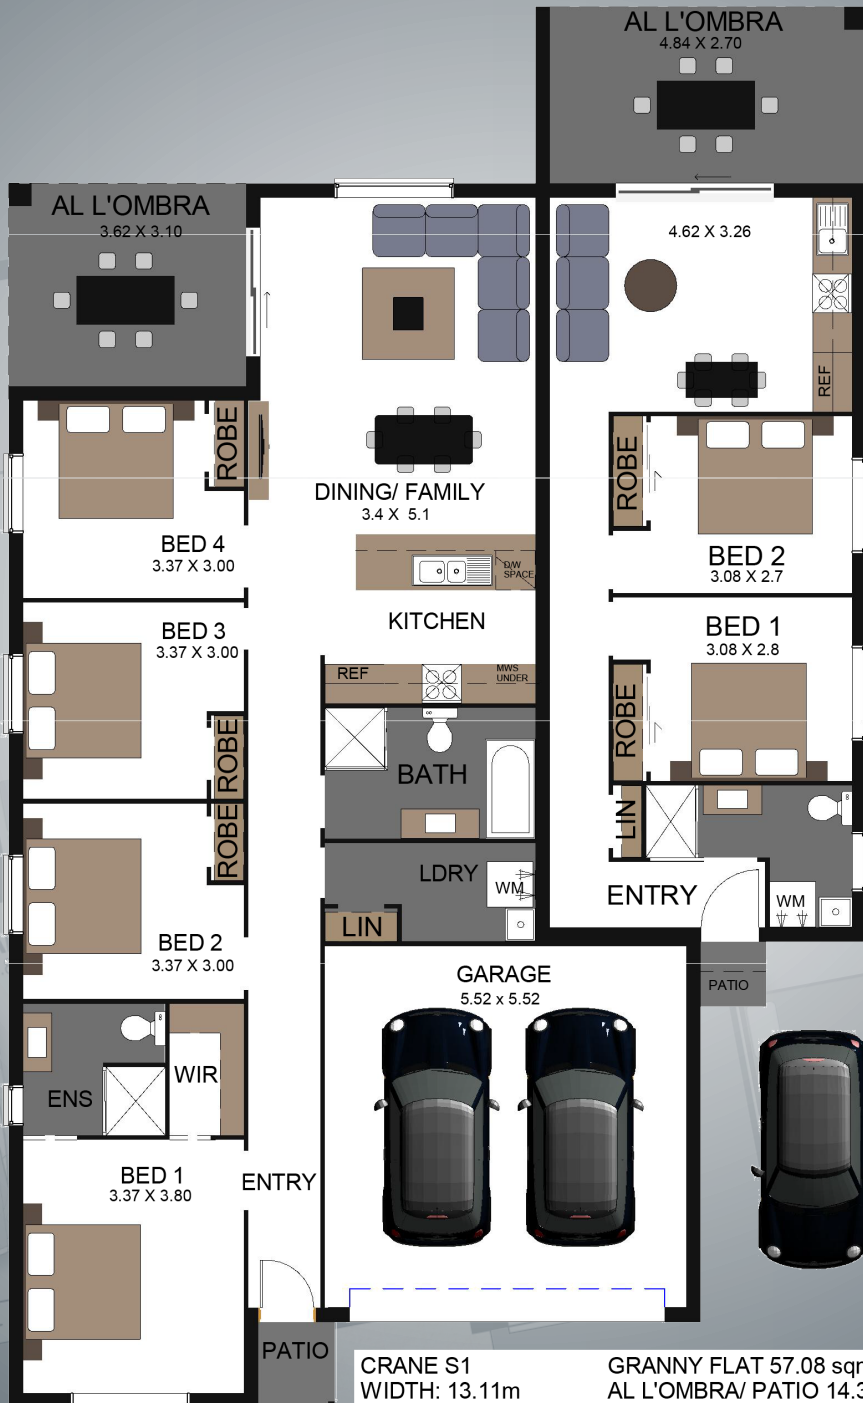 AL L'OMBRA
4.84 X 2.70
AL L'OMBRA
3.62 X 3.10
4.62 X 3.26
REF
ROBE
ROBE
DINING/ FAMILY
3.4 X 5.1
BED 4
3.37 X 3.00
BED 2
3.08 X 2.7
D/W
SPACE
KITCHEN
BED 3
3.37 X 3.00
BED 1
3.08 X 2.8
REF
MWS
UNDER
ROBE
ROBE
BATH
ROBE
LIN
LDRY
WM
ENTRY
WM
LIN
BED 2
3.37 X 3.00
GARAGE
5.52 x 5.52
PATIO
WIR
ENS
BED 1
3.37 X 3.80
ENTRY
PATIO
CRANE S1
WIDTH: 13.11m
GRANNY FLAT 57.08
AL L'OMBRA/ PATIO